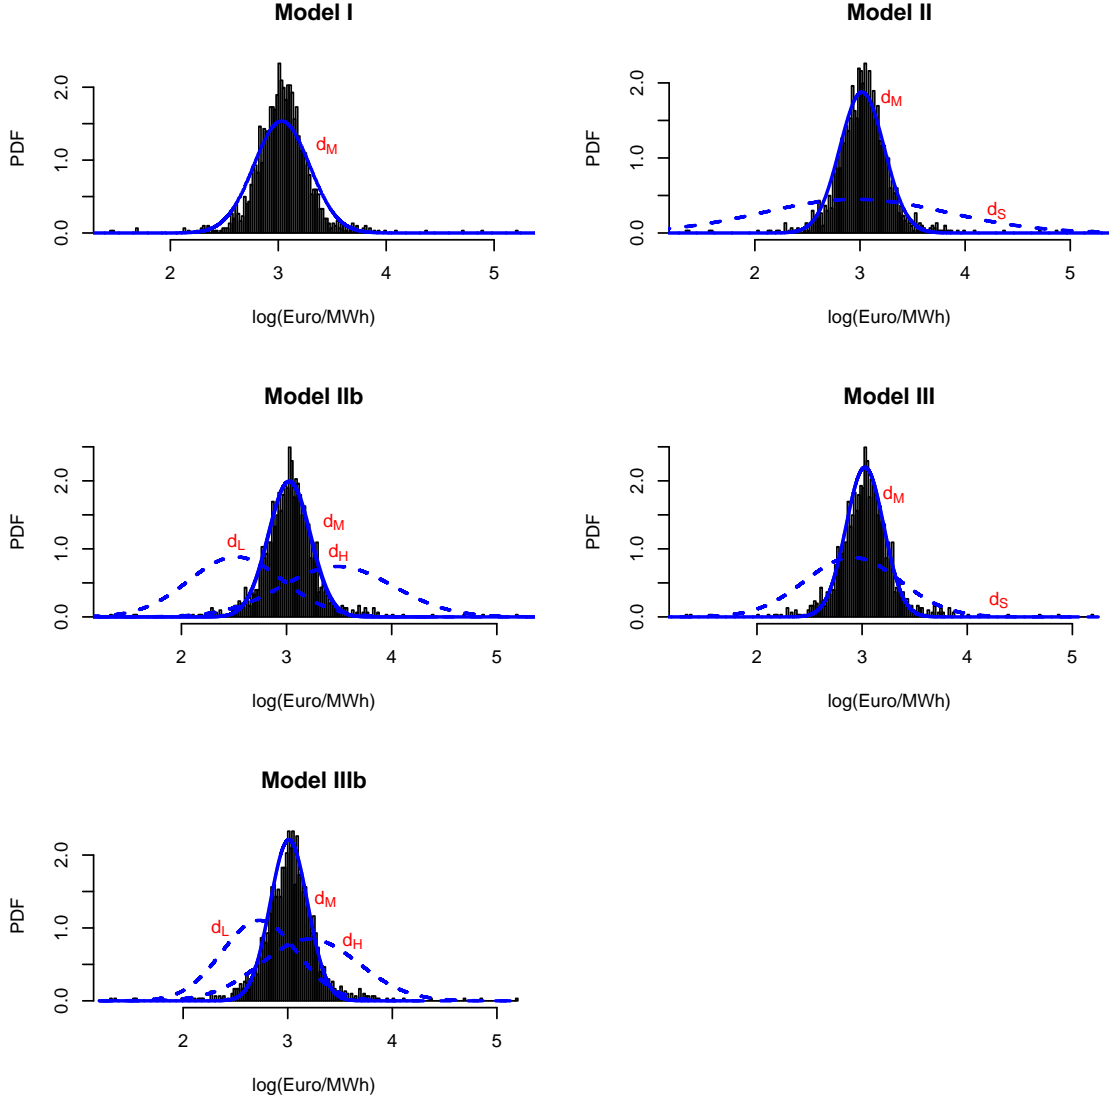 Model I
PDF
0.0 1.0 2.0
d_M
2 3 4 5
log(Euro/MWh)
Model II
PDF
0.0 1.0 2.0
d_M
d_S
2 3 4 5
log(Euro/MWh)
Model IIb
PDF
0.0 1.0 2.0
d_L
d_M
d_H
2 3 4 5
log(Euro/MWh)
Model III
PDF
0.0 1.0 2.0
d_M
d_S
2 3 4 5
log(Euro/MWh)
Model IIIb
PDF
0.0 1.0 2.0
d_L
d_M
d_H
2 3 4 5
log(Euro/MWh)